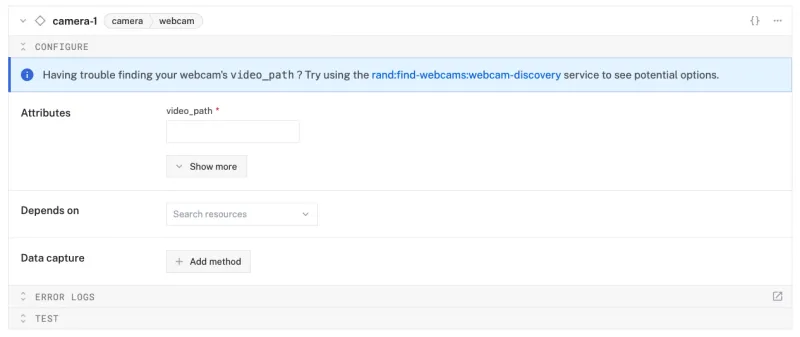 camera-1 camera webcam {} ...
CONFIGURE
Having trouble finding your webcam's video_path ? Try using the rand:find-webcams:webcam-discovery service to see potential options.
Attributes
video_path *
Show more
Depends on
Search resources
Data capture
+ Add method
ERROR LOGS
TEST